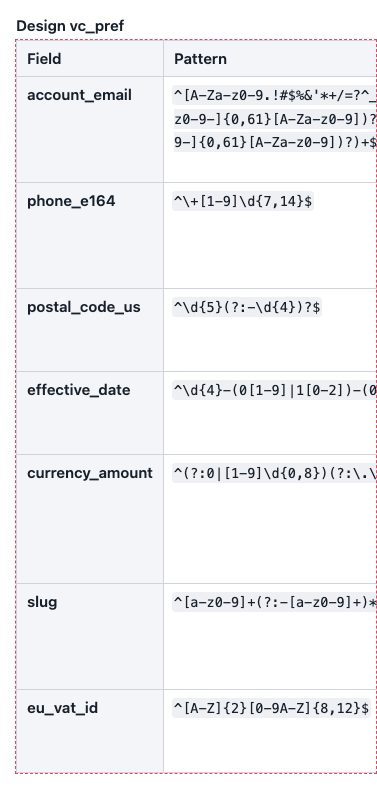 Design vc_pref
Field Pattern
account_email ^[A-Za-z0-9.!#$%&'*+/=?^_
z0-9-]{0,61}[A-Za-z0-9])?
9-]{0,61}[A-Za-z0-9])?)+$
phone_e164 ^\+[1-9]\d{7,14}$
postal_code_us ^\d{5}(?:-\d{4})?$
effective_date ^\d{4}-(0[1-9]|1[0-2])-(0
currency_amount ^(?:0|[1-9]\d{0,8})(?:\.\
slug ^[a-z0-9]+(?:-[a-z0-9]+)*
eu_vat_id ^[A-Z]{2}[0-9A-Z]{8,12}$